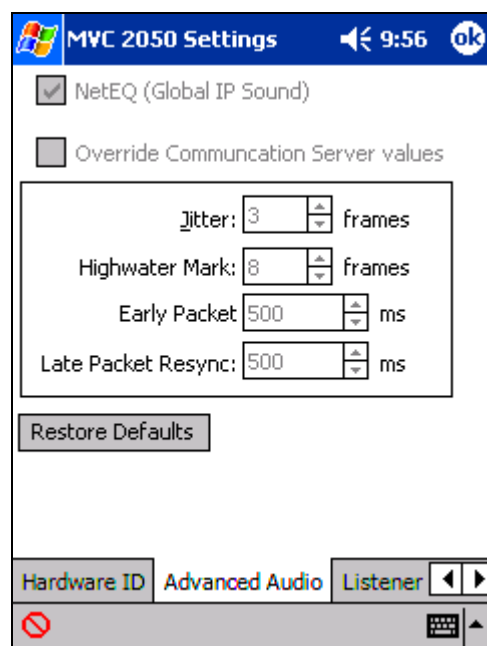 MVC 2050 Settings 9:56 ok
NetEQ (Global IP Sound)
Override Communcation Server values
Jitter: 3 frames
Highwater Mark: 8 frames
Early Packet 500 ms
Late Packet Resync: 500 ms
Restore Defaults
Hardware ID Advanced Audio Listener